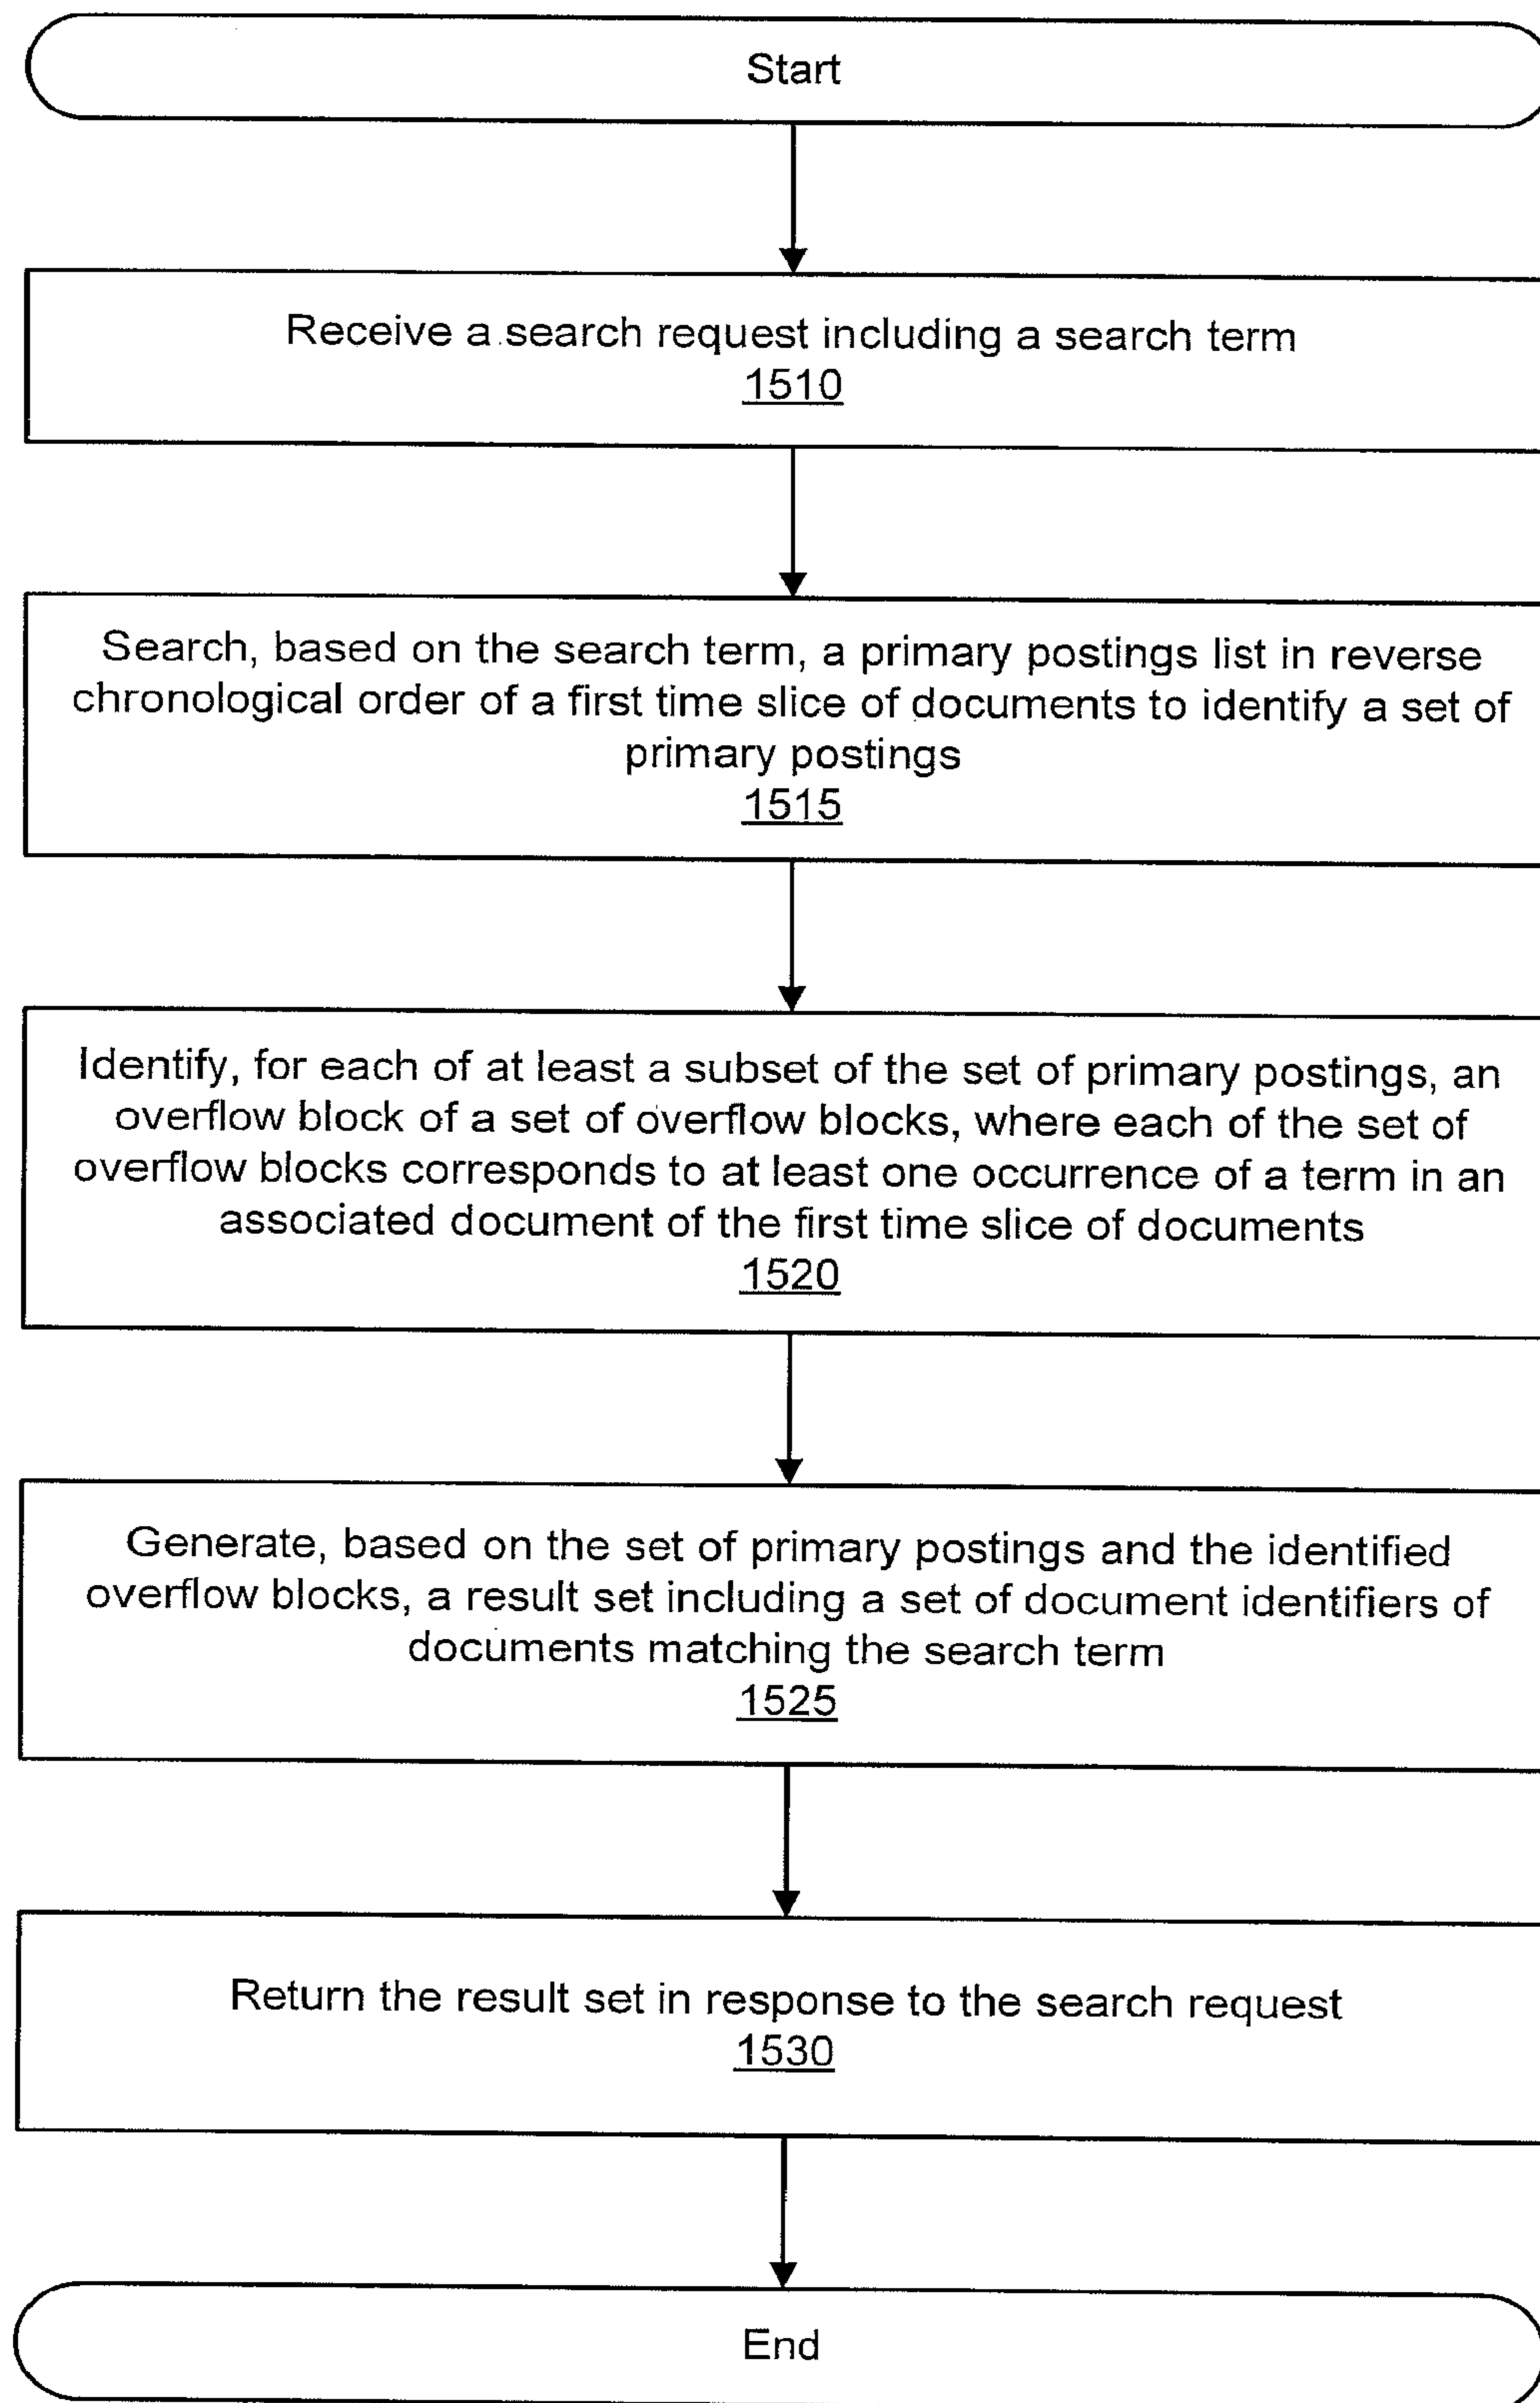 Start
Receive a search request including a search term
1510
Search, based on the search term, a primary postings list in reverse
chronological order of a first time slice of documents to identify a set of
primary postings
1515
Identify, for each of at least a subset of the set of primary postings, an
overflow block of a set of overflow blocks, where each of the set of
overflow blocks corresponds to at least one occurrence of a term in an
associated document of the first time slice of documents
1520
Generate, based on the set of primary postings and the identified
overflow blocks, a result set including a set of document identifiers of
documents matching the search term
1525
Return the result set in response to the search request
1530
End